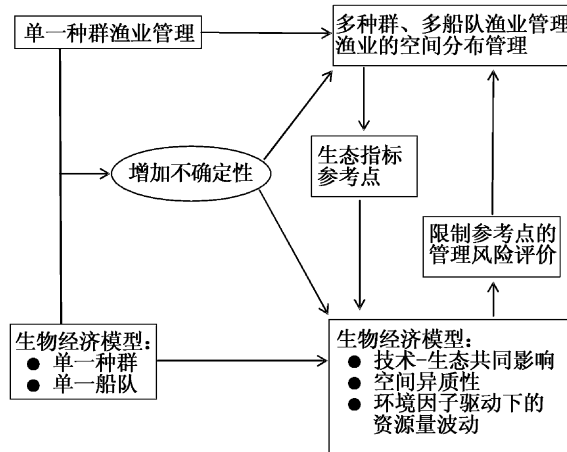 单一种群渔业管理
多种群、多船队渔业管理
渔业的空间分布管理
增加不确定性
生态指标
参考点
限制参考点的
管理风险评价
生物经济模型：
● 单一种群
● 单一船队
生物经济模型：
● 技术-生态共同影响
● 空间异质性
● 环境因子驱动下的
资源量波动